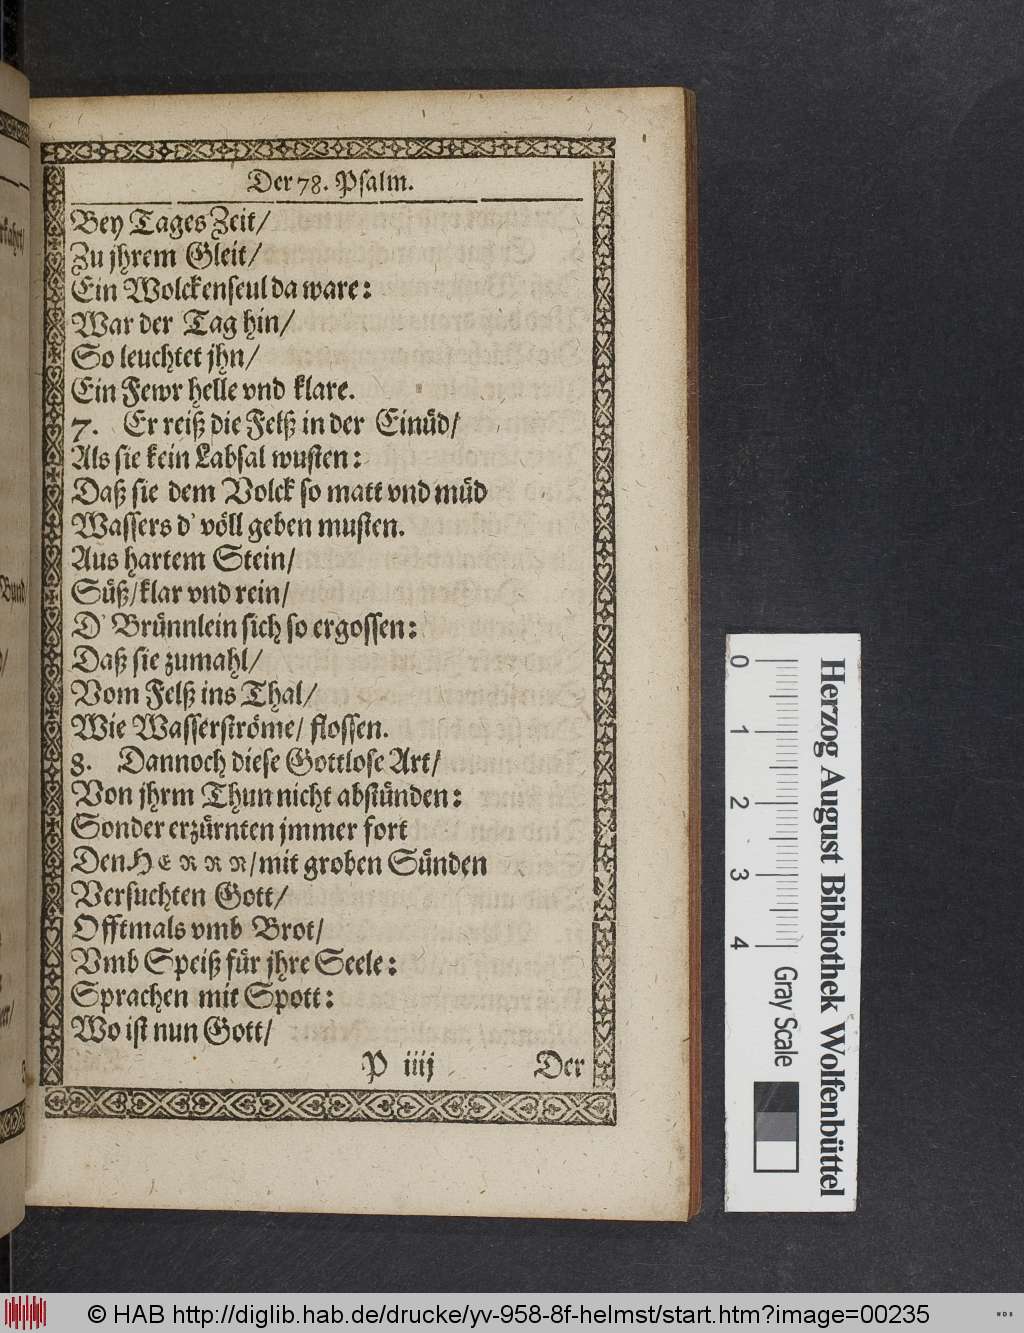 Der 78. Psalm.
Bey Tages Zeit/
Zu jhrem Gleit/
Ein Wolckenseul da ware:
War der Tag hin/
So leuchtet jhn/
Ein Fewr helle vnd klare.
7. Er reiß die Felß in der Einüd/
Als sie kein Labsal wusten:
Daß sie dem Volck so matt vnd müd
Wassers d' völl geben musten.
Aus hartem Stein/
Süß/klar vnd rein/
D' Brünnlein sich so ergossen:
Daß sie zumahl/
Vom Felß ins Thal/
Wie Wasserströme/ flossen.
8. Dannoch diese Gottlose Art/
Von jhrm Thun nicht abstünden:
Sonder erzürnten jmmer fort
Den HERRN/mit groben Sünden
Versuchten Gott/
Offtmals vmb Brot/
Vmb Speiß für jhre Seele:
Sprachen mit Spott:
Wo ist nun Gott/
P iiij Der
Bund/
0 1 2 3 4
Gray Scale
Herzog August Bibliothek Wolfenbüttel
© HAB http://diglib.hab.de/drucke/yv-958-8f-helmst/start.htm?image=00235